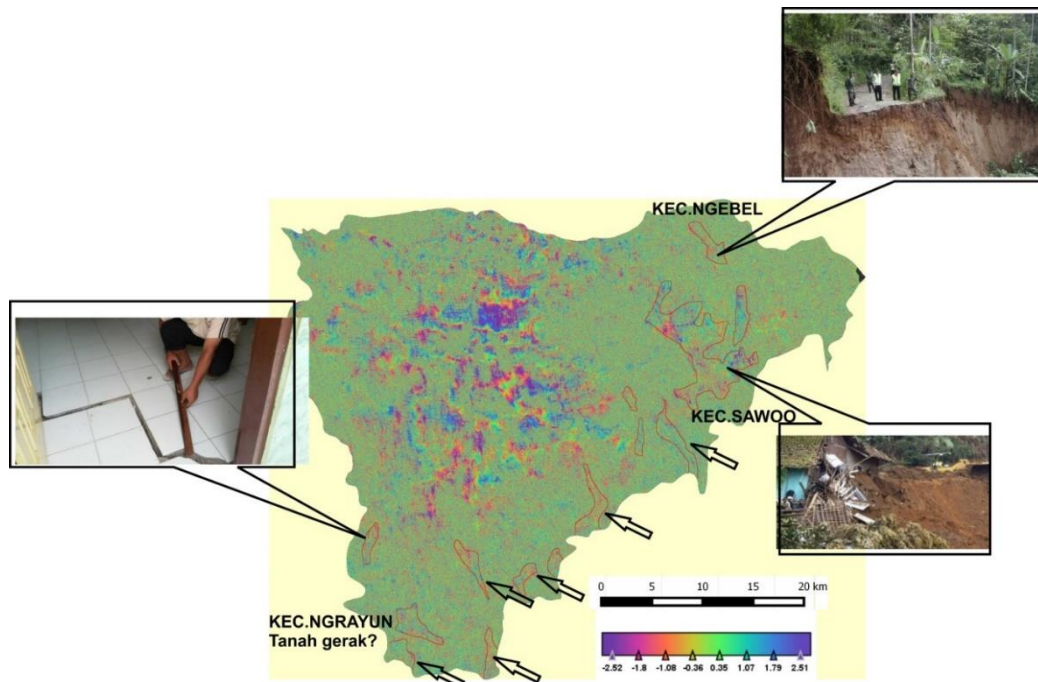 KEC.NGEBEL
KEC.SAWOO
KEC.NGRAYUN
Tanah gerak?
0 5 10 15 20 km
-2.52 -1.8 -1.08 -0.36 0.35 1.07 1.79 2.51